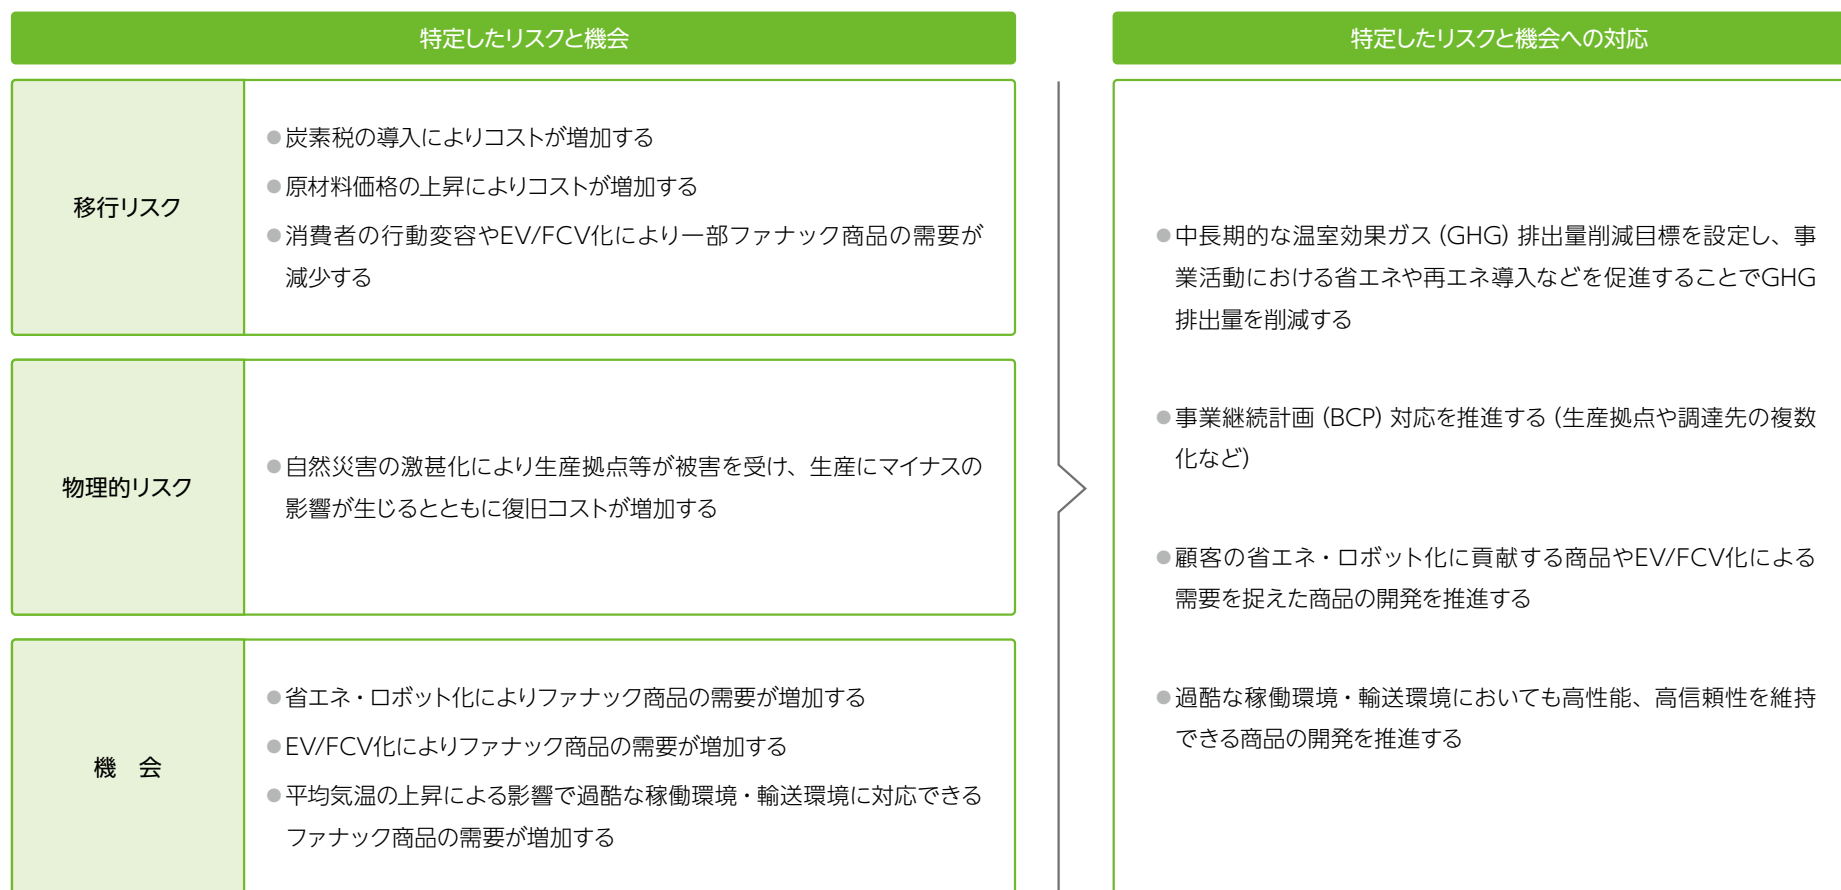 特定したリスクと機会
移行リスク
●炭素税の導入によりコストが増加する
●原材料価格の上昇によりコストが増加する
●消費者の行動変容やEV/FCV化により一部ファナック商品の需要が
減少する
物理的リスク
●自然災害の激甚化により生産拠点等が被害を受け、生産にマイナスの
影響が生じるとともに復旧コストが増加する
機　会
●省エネ・ロボット化によりファナック商品の需要が増加する
●EV/FCV化によりファナック商品の需要が増加する
●平均気温の上昇による影響で過酷な稼働環境・輸送環境に対応できる
ファナック商品の需要が増加する
特定したリスクと機会への対応
●中長期的な温室効果ガス (GHG) 排出量削減目標を設定し、事
業活動における省エネや再エネ導入などを促進することでGHG
排出量を削減する
●事業継続計画 (BCP) 対応を推進する (生産拠点や調達先の複数
化など)
●顧客の省エネ・ロボット化に貢献する商品やEV/FCV化による
需要を捉えた商品の開発を推進する
●過酷な稼働環境・輸送環境においても高性能、高信頼性を維持
できる商品の開発を推進する